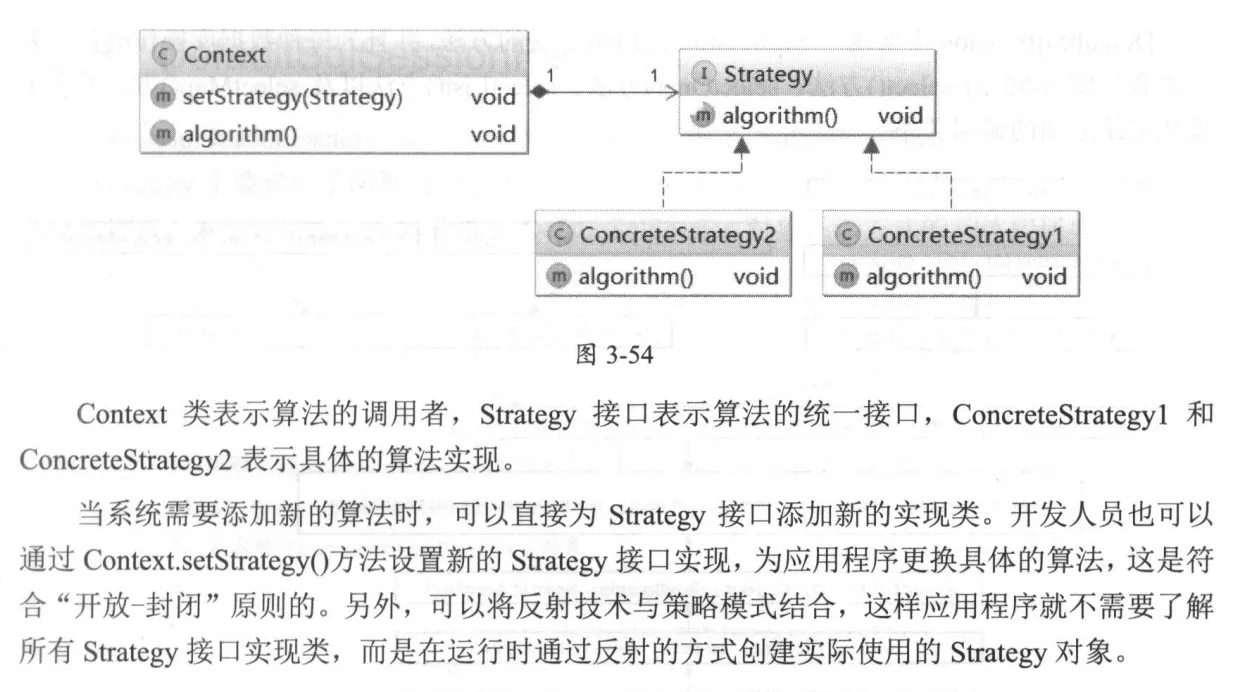 Context
setStrategy(Strategy) void
algorithm() void
1 1
Strategy
algorithm() void
ConcreteStrategy2
algorithm() void
ConcreteStrategy1
algorithm() void
图 3-54
Context 类表示算法的调用者，Strategy 接口表示算法的统一接口，ConcreteStrategy1 和
ConcreteStrategy2 表示具体的算法实现。
当系统需要添加新的算法时，可以直接为 Strategy 接口添加新的实现类。开发人员也可以
通过 Context.setStrategy()方法设置新的 Strategy 接口实现，为应用程序更换具体的算法，这是符
合“开放-封闭”原则的。另外，可以将反射技术与策略模式结合，这样应用程序就不需要了解
所有 Strategy 接口实现类，而是在运行时通过反射的方式创建实际使用的 Strategy 对象。